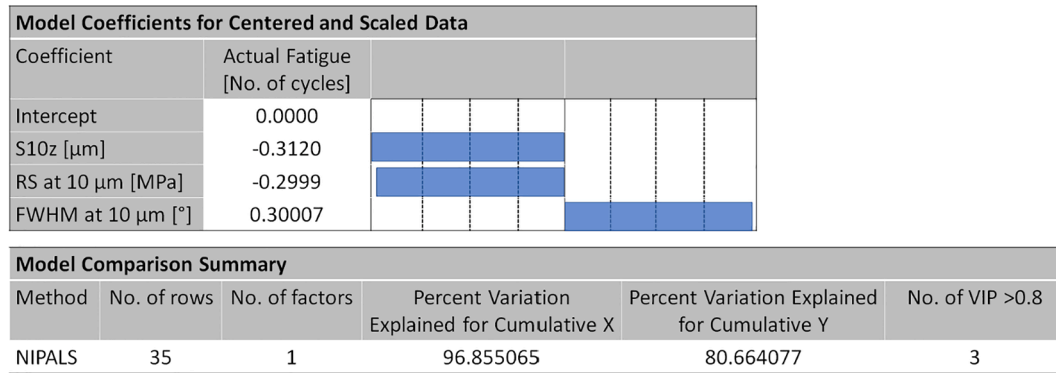 Model Coefficients for Centered and Scaled Data
Coefficient Actual Fatigue
[No. of cycles]
Intercept 0.0000
S10z [µm] -0.3120
RS at 10 µm [MPa] -0.2999
FWHM at 10 µm [°] 0.30007
Model Comparison Summary
Method No. of rows No. of factors Percent Variation Percent Variation Explained No. of VIP >0.8
Explained for Cumulative X for Cumulative Y
NIPALS 35 1 96.855065 80.664077 3